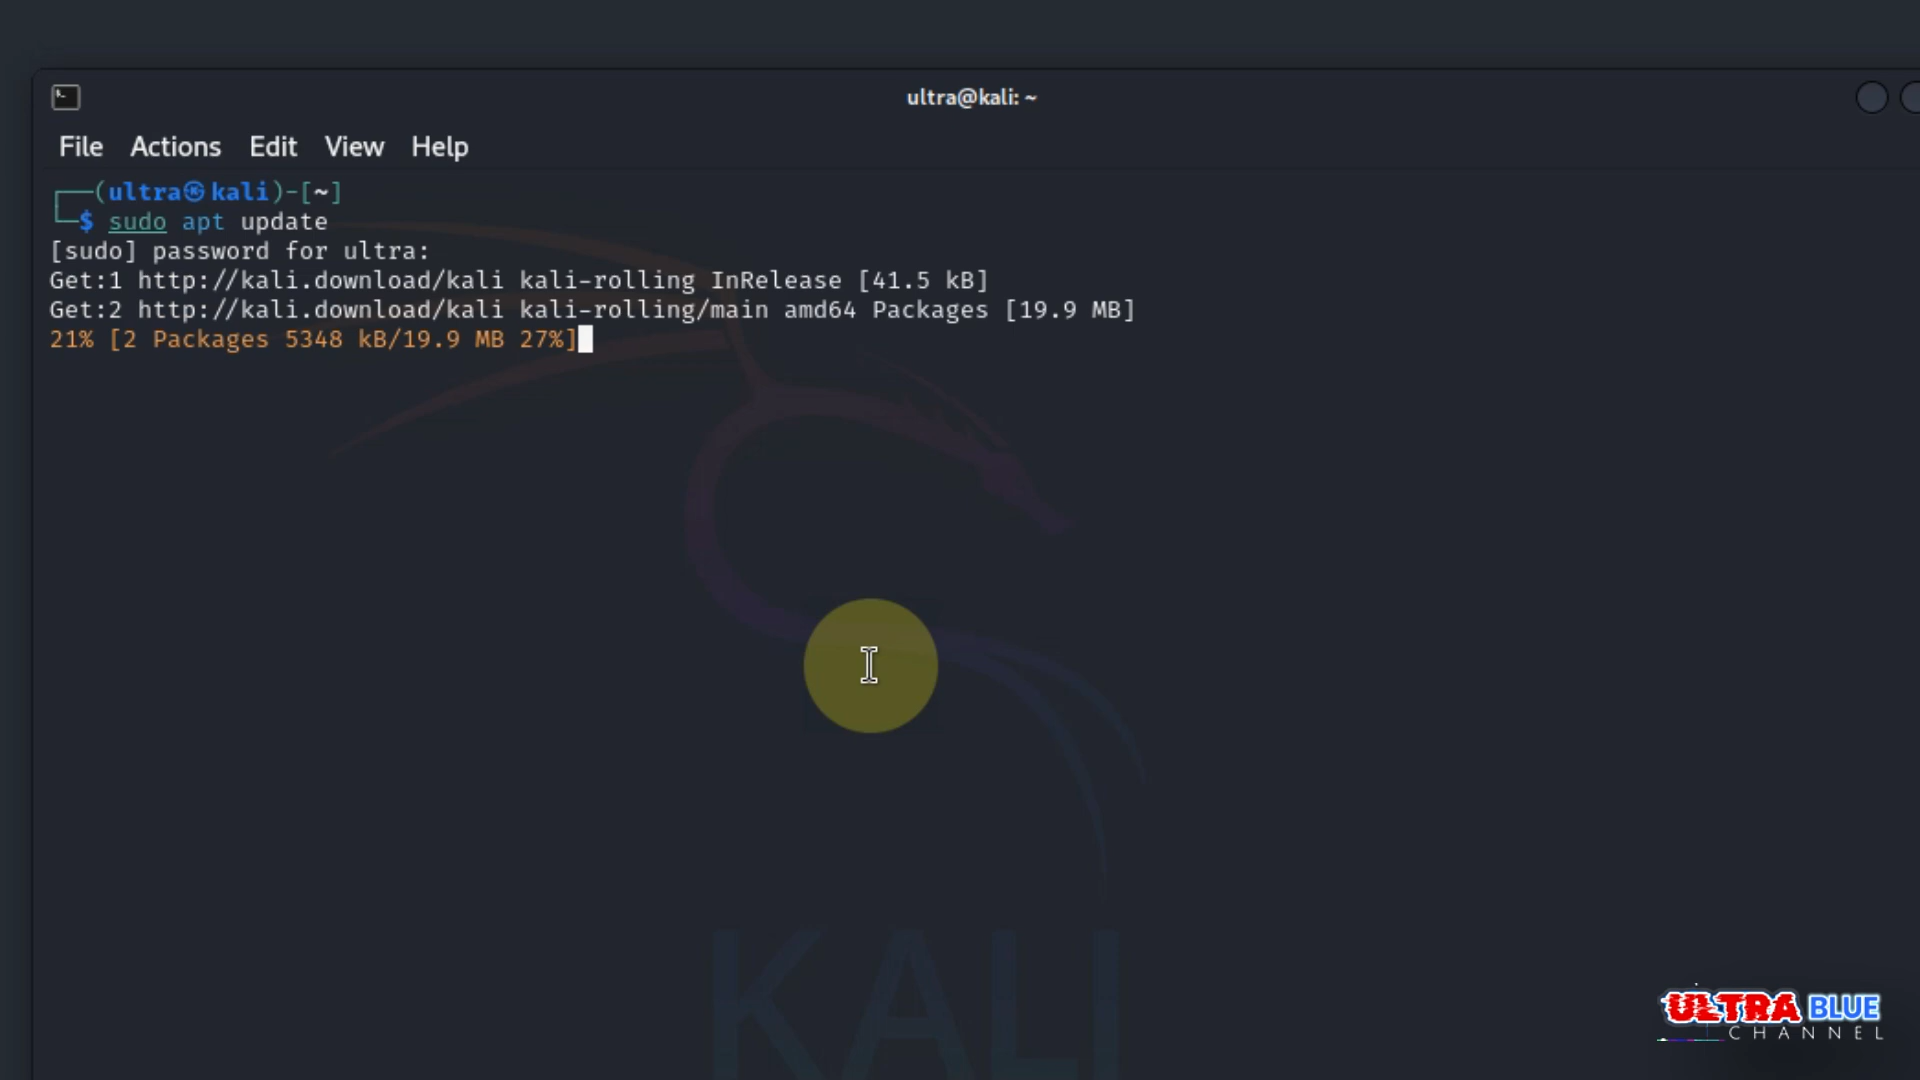 ultra@kali: ~
File Actions Edit View Help
┌──(ultra㉿kali)-[~]
└─$ sudo apt update
[sudo] password for ultra:
Get:1 http://kali.download/kali kali-rolling InRelease [41.5 kB]
Get:2 http://kali.download/kali kali-rolling/main amd64 Packages [19.9 MB]
21% [2 Packages 5348 kB/19.9 MB 27%]
KALI
ULTRA BLUE
CHANNEL